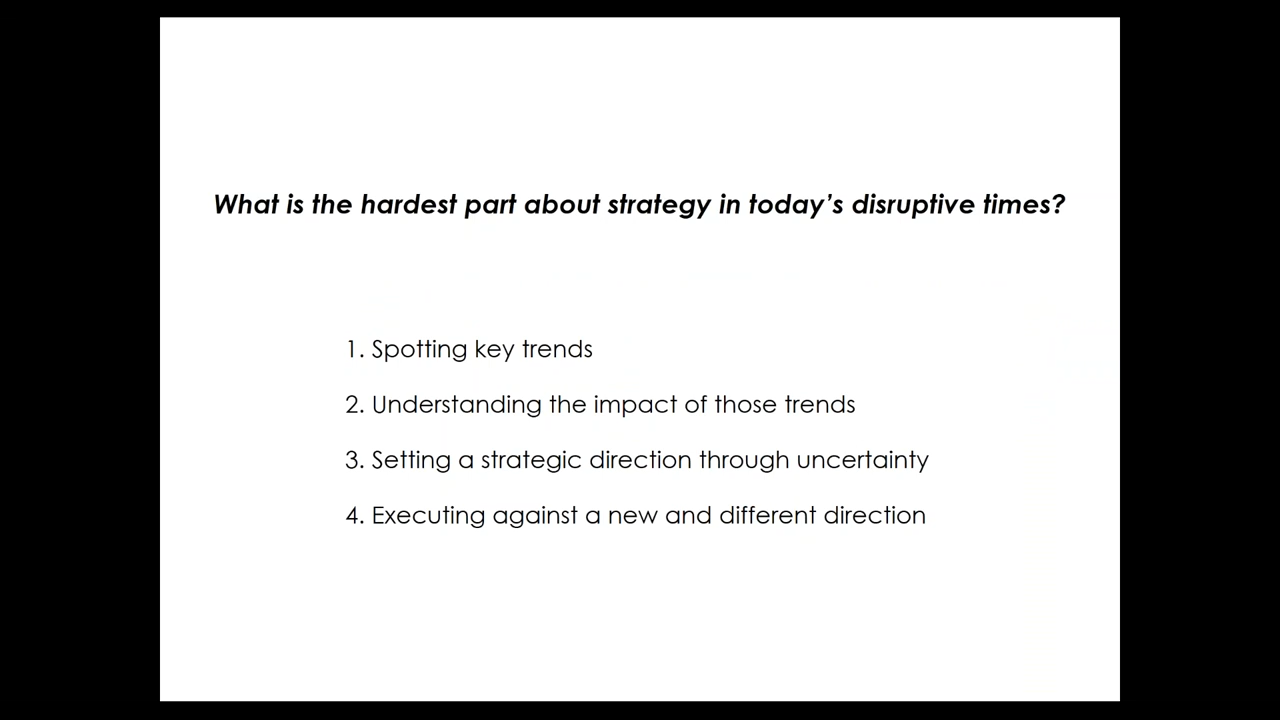 What is the hardest part about strategy in today’s disruptive times?
1. Spotting key trends
2. Understanding the impact of those trends
3. Setting a strategic direction through uncertainty
4. Executing against a new and different direction